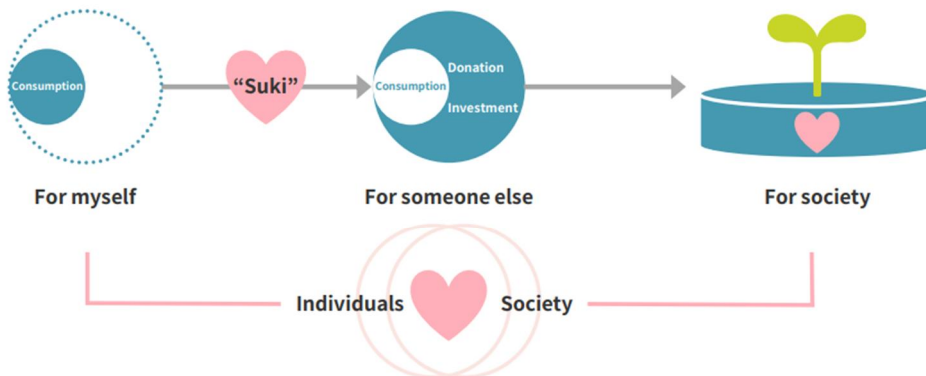 Consumption
“Suki”
Consumption
Donation
Investment
For myself
For someone else
For society
Individuals
Society